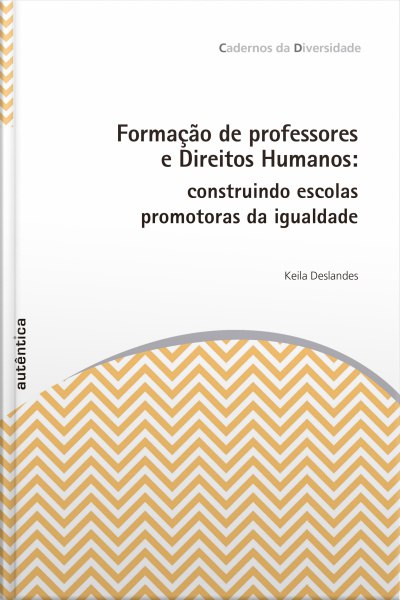 Cadernos da Diversidade
Formação de professores
e Direitos Humanos:
construindo escolas
promotoras da igualdade
Keila Deslandes
autêntica